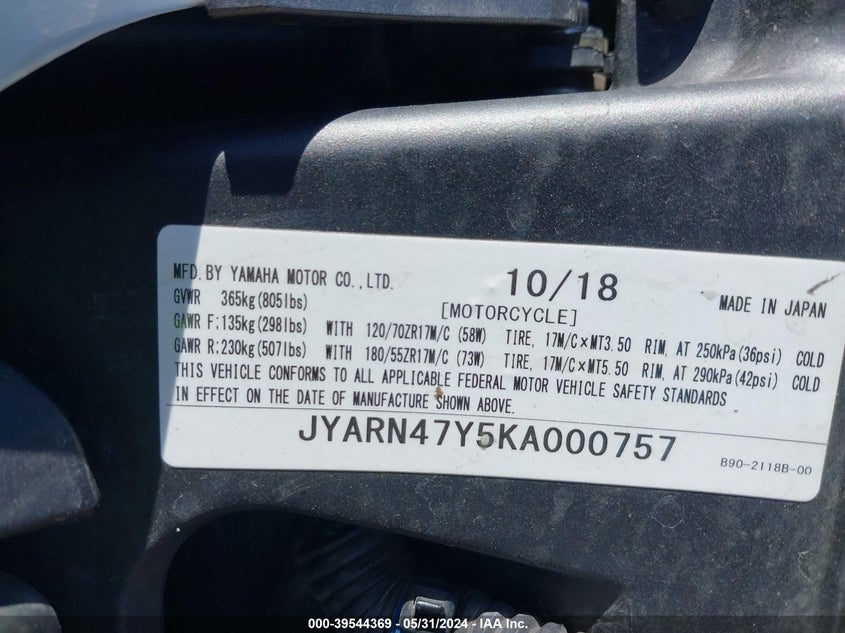 MFD. BY YAMAHA MOTOR CO.,LTD. 10/18 MADE IN JAPAN
GVWR 365kg(805lbs) [MOTORCYCLE]
GAWR F;135kg(298lbs) WITH 120/70ZR17M/C (58W) TIRE, 17M/C×MT3.50 RIM, AT 250kPa(36psi) COLD
GAWR R;230kg(507lbs) WITH 180/55ZR17M/C (73W) TIRE, 17M/C×MT5.50 RIM, AT 290kPa(42psi) COLD
THIS VEHICLE CONFORMS TO ALL APPLICABLE FEDERAL MOTOR VEHICLE SAFETY STANDARDS
IN EFFECT ON THE DATE OF MANUFACTURE SHOWN ABOVE.
JYARN47Y5KA000757
B90-2118B-00
000-39544369 - 05/31/2024 - IAA Inc.